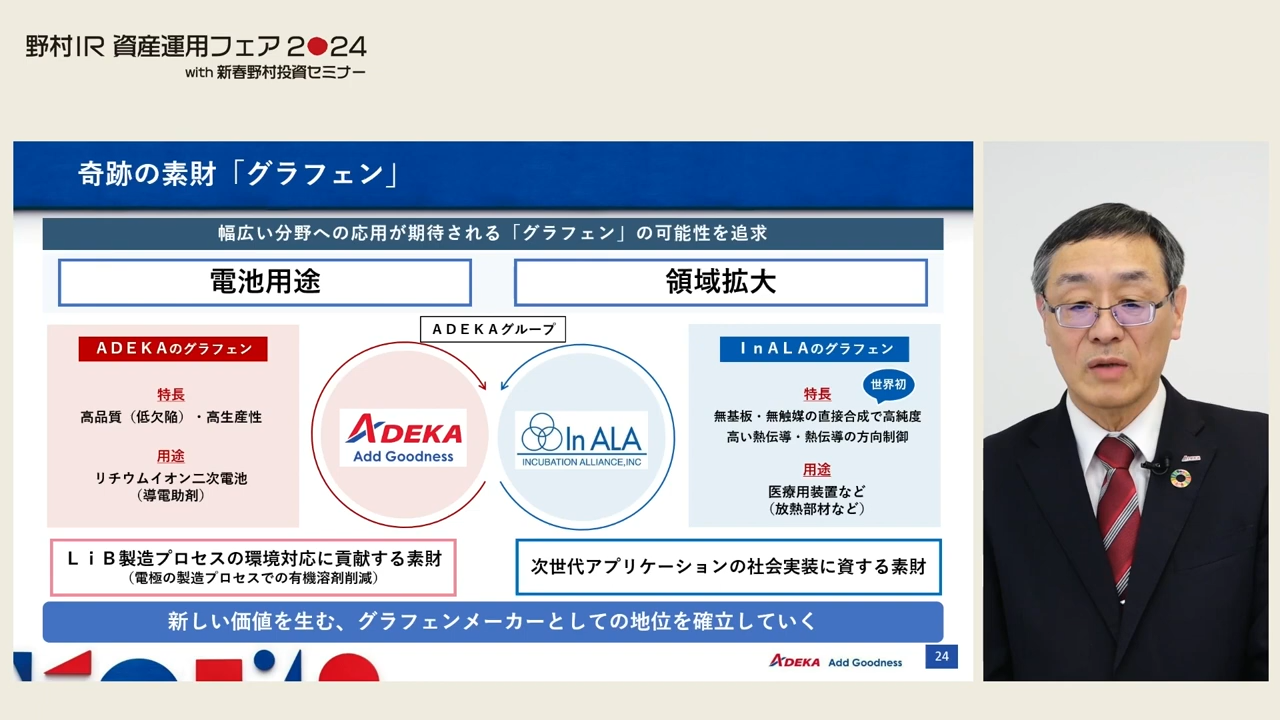 野村IR 資産運用フェア 2●24
with 新春野村投資セミナー
奇跡の素財「グラフェン」
幅広い分野への応用が期待される「グラフェン」の可能性を追求
電池用途
領域拡大
ADEKAグループ
ADEKAのグラフェン
特長
高品質（低欠陥）・高生産性
用途
リチウムイオン二次電池
（導電助剤）
ADEKA
Add Goodness
In ALA
INCUBATION ALLIANCE,INC
InALAのグラフェン
世界初
特長
無基板・無触媒の直接合成で高純度
高い熱伝導・熱伝導の方向制御
用途
医療用装置など
（放熱部材など）
LiB製造プロセスの環境対応に貢献する素財
（電極の製造プロセスでの有機溶剤削減）
次世代アプリケーションの社会実装に資する素財
新しい価値を生む、グラフェンメーカーとしての地位を確立していく
ADEKA Add Goodness
24